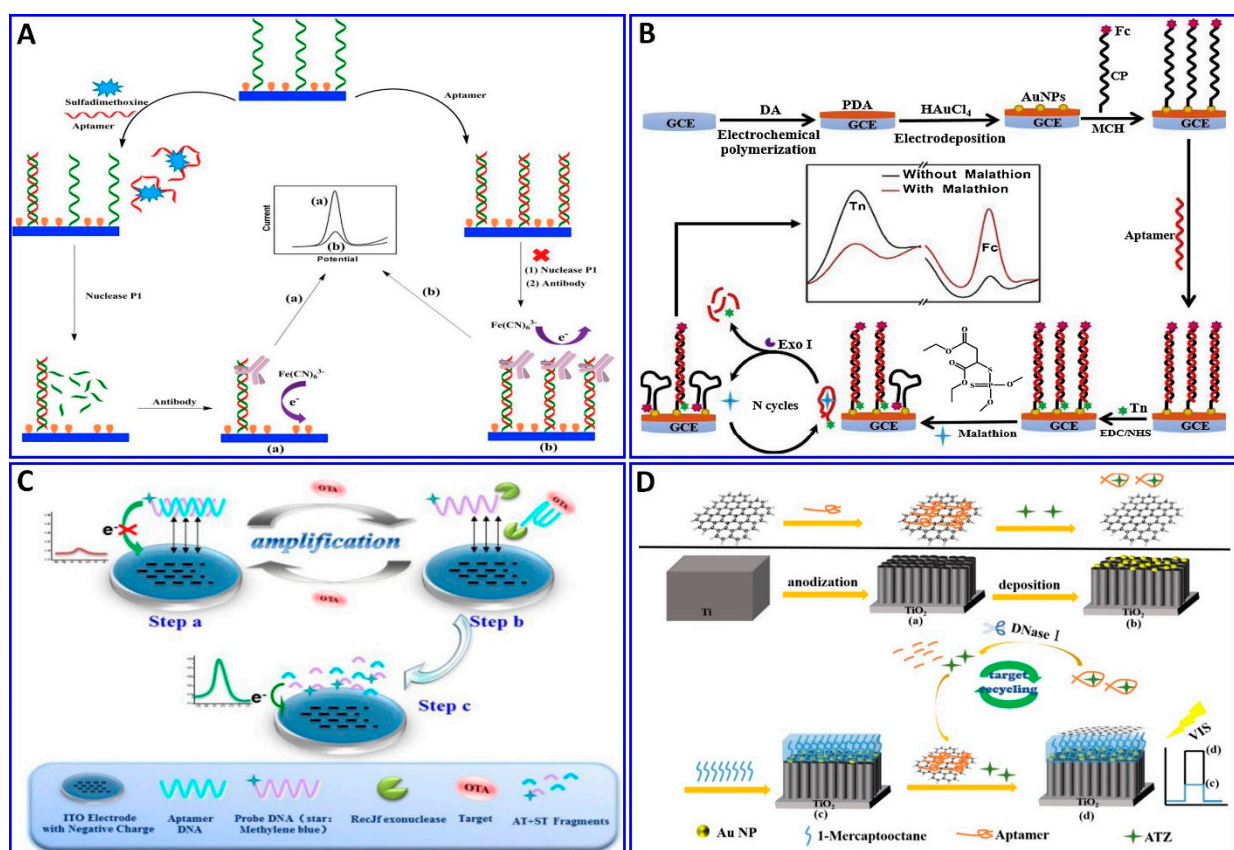 A
Sulfadimethoxine
Aptamer
Aptamer
Current
(a)
(b)
Potential
Nuclease P1
(a)
(b)
(1) Nuclease P1
(2) Antibody
Fe(CN)₆³⁻
e⁻
Antibody
Fe(CN)₆³⁻
e⁻
(a)
(b)
B
Fc
CP
GCE
DA
Electrochemical
polymerization
PDA
GCE
HAuCl₄
Electrodeposition
AuNPs
GCE
MCH
GCE
Without Malathion
With Malathion
Tn
Fc
Aptamer
Exo I
N cycles
GCE
GCE
O
O
O
O
S
S
P
O
O
Malathion
GCE
Tn
EDC/NHS
GCE
C
OTA
e⁻
amplification
OTA
OTA
Step a
Step b
e⁻
Step c
OTA
ITO Electrode
with Negative Charge
Aptamer
DNA
Probe DNA (star:
Methylene blue)
RecJf exonuclease
Target
AT+ST Fragments
D
Ti
anodization
TiO₂
(a)
deposition
TiO₂
(b)
DNase I
target
recycling
VIS
(d)
(c)
TiO₂
(c)
TiO₂
(d)
Au NP
1-Mercaptooctane
Aptamer
ATZ